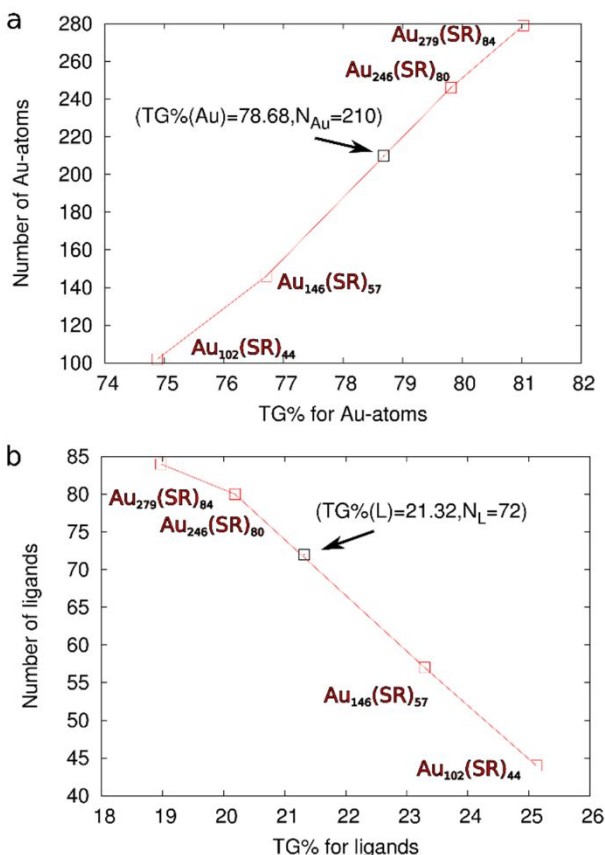 a
280
260
240
220
200
180
160
140
120
100
Number of Au-atoms
Au₂₇₉(SR)₈₄
Au₂₄₆(SR)₈₀
(TG%(Au)=78.68,N_Au=210)
Au₁₄₆(SR)₅₇
Au₁₀₂(SR)₄₄
74 75 76 77 78 79 80 81 82
TG% for Au-atoms
b
85
80
75
70
65
60
55
50
45
40
Number of ligands
Au₂₇₉(SR)₈₄
Au₂₄₆(SR)₈₀
(TG%(L)=21.32,N_L=72)
Au₁₄₆(SR)₅₇
Au₁₀₂(SR)₄₄
18 19 20 21 22 23 24 25 26
TG% for ligands